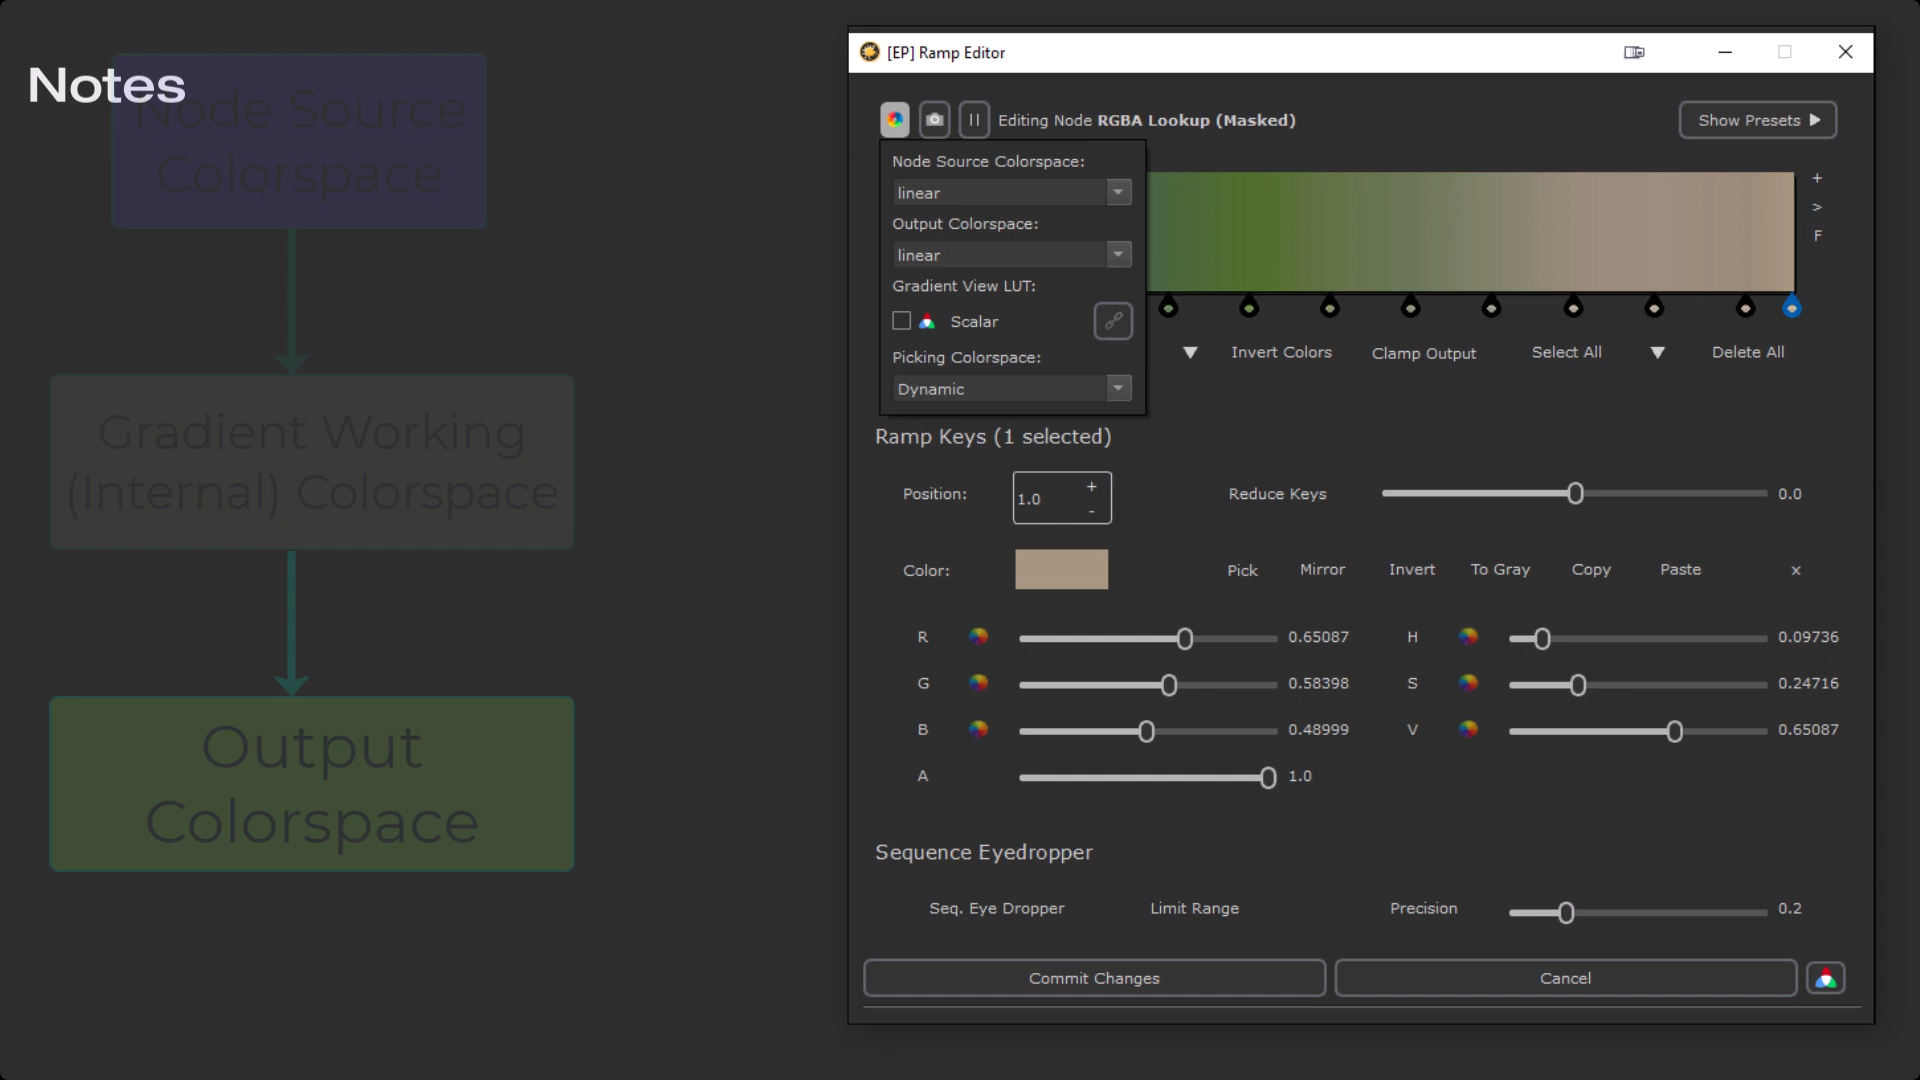 Notes
Node Source
Colorspace
Gradient Working
(Internal) Colorspace
Output
Colorspace
[EP] Ramp Editor
Editing Node RGBA Lookup (Masked)
Show Presets
Node Source Colorspace:
linear
Output Colorspace:
linear
Gradient View LUT:
Scalar
Picking Colorspace:
Dynamic
+
>
F
Invert Colors
Clamp Output
Select All
Delete All
Ramp Keys (1 selected)
Position:
1.0
+
-
Reduce Keys
0.0
Color:
Pick
Mirror
Invert
To Gray
Copy
Paste
x
R 0.65087
H 0.09736
G 0.58398
S 0.24716
B 0.48999
V 0.65087
A 1.0
Sequence Eyedropper
Seq. Eye Dropper
Limit Range
Precision
0.2
Commit Changes
Cancel